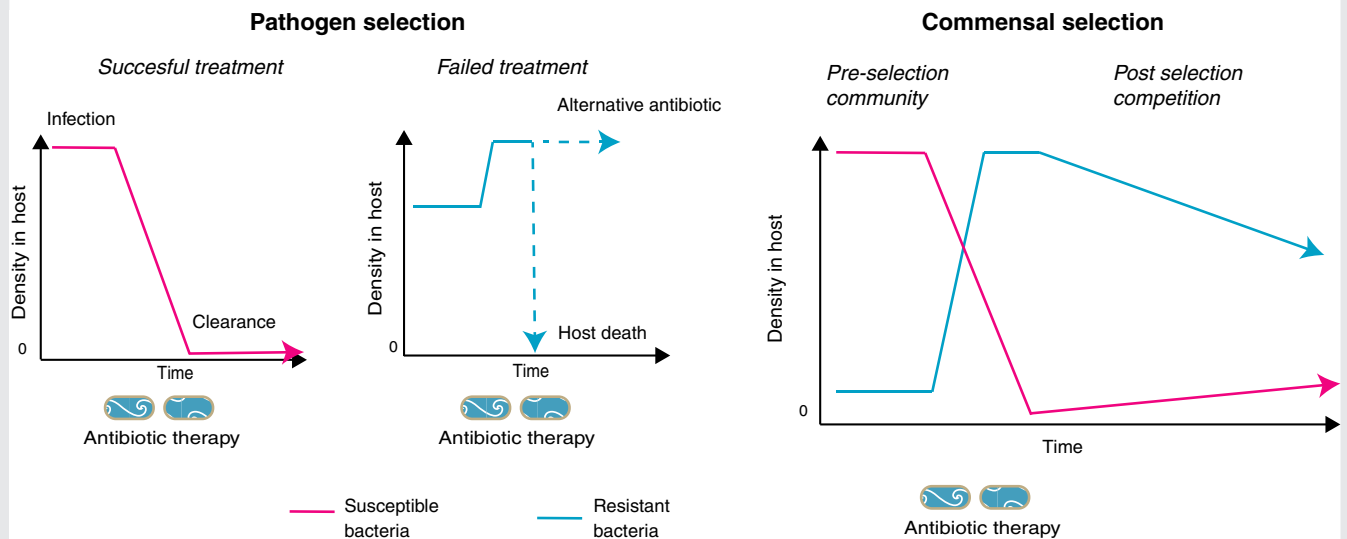 Pathogen selection
Succesful treatment
Infection
Density in host
0
Clearance
Time
Antibiotic therapy
Failed treatment
Alternative antibiotic
Density in host
0
Host death
Time
Antibiotic therapy
Susceptible
bacteria
Resistant
bacteria
Commensal selection
Pre-selection
community
Post selection
competition
Density in host
0
Time
Antibiotic therapy